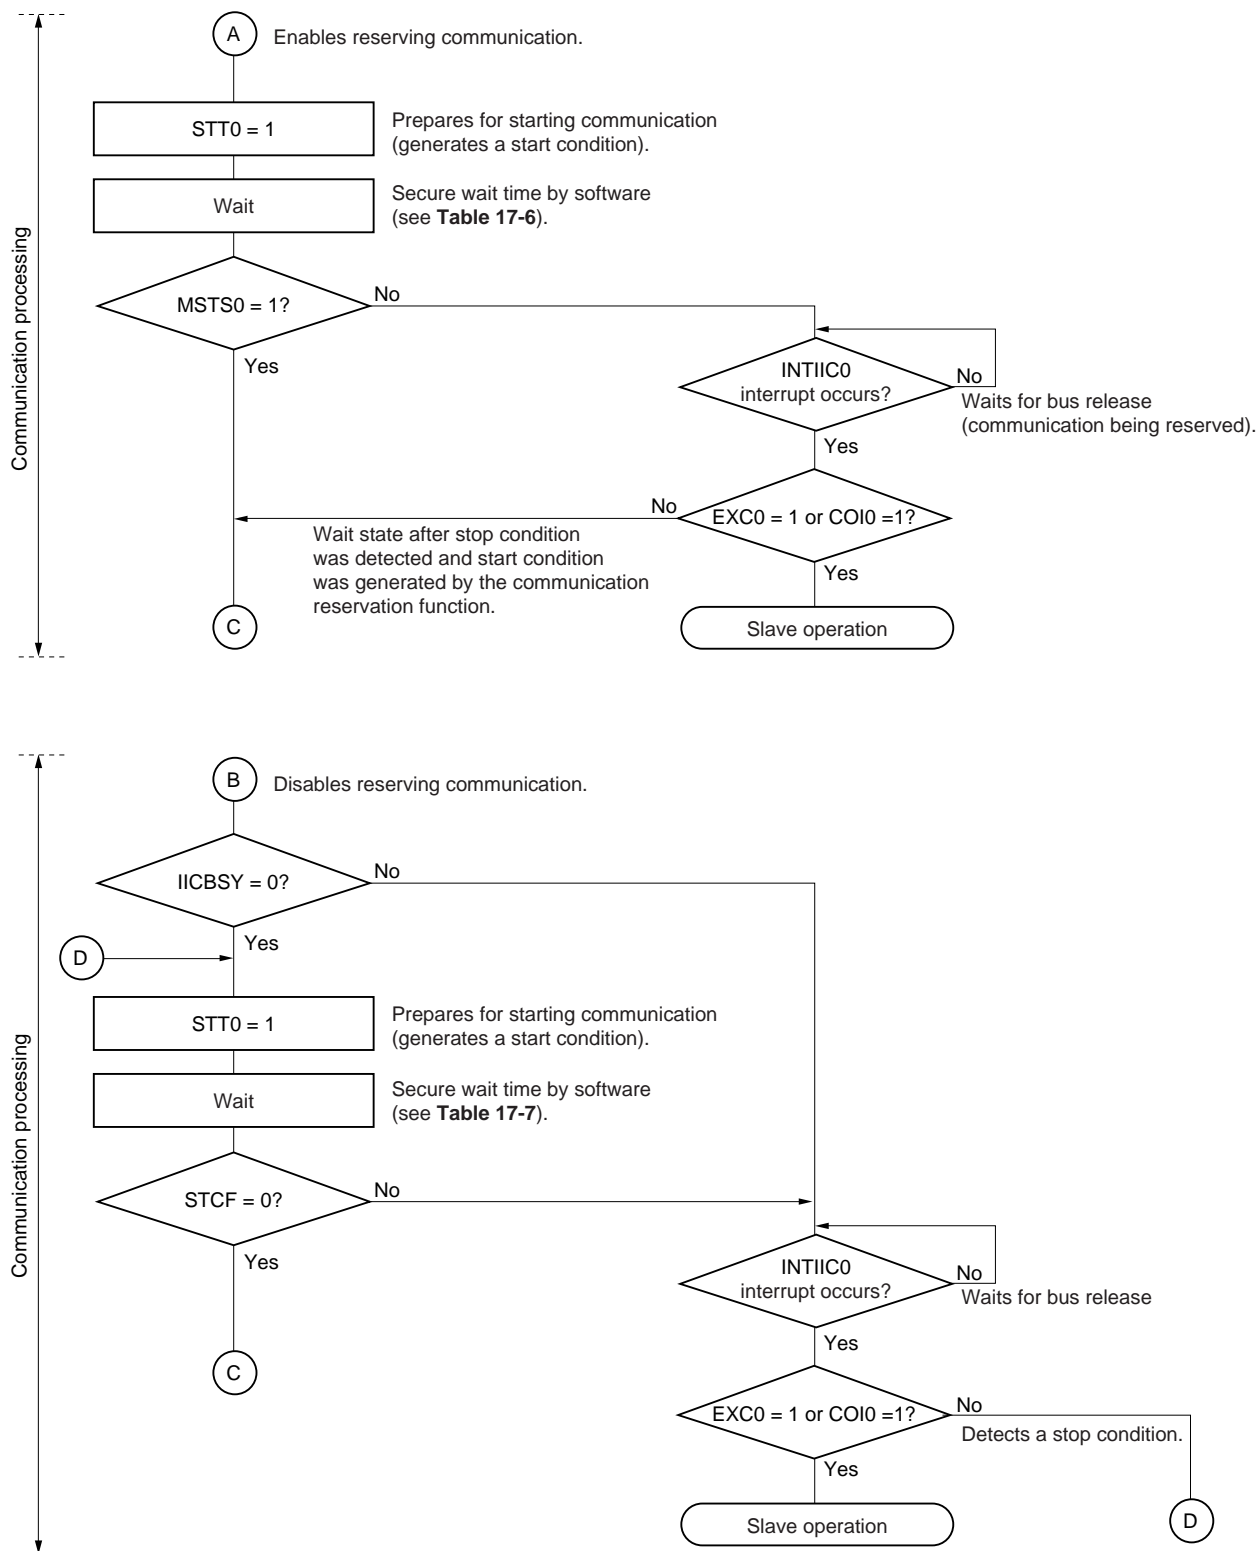 A
Enables reserving communication.
STT0 = 1
Prepares for starting communication
(generates a start condition).
Wait
Secure wait time by software
(see Table 17-6).
Communication processing
MSTS0 = 1?
No
Yes
INTIIC0
interrupt occurs?
No
Waits for bus release
(communication being reserved).
Yes
EXC0 = 1 or COI0 =1?
No
Wait state after stop condition
was detected and start condition
was generated by the communication
reservation function.
Yes
C
Slave operation
B
Disables reserving communication.
IICBSY = 0?
No
Yes
D
STT0 = 1
Prepares for starting communication
(generates a start condition).
Wait
Secure wait time by software
(see Table 17-7).
Communication processing
STCF = 0?
No
Yes
INTIIC0
interrupt occurs?
No
Waits for bus release
Yes
C
EXC0 = 1 or COI0 =1?
No
Detects a stop condition.
Yes
Slave operation
D